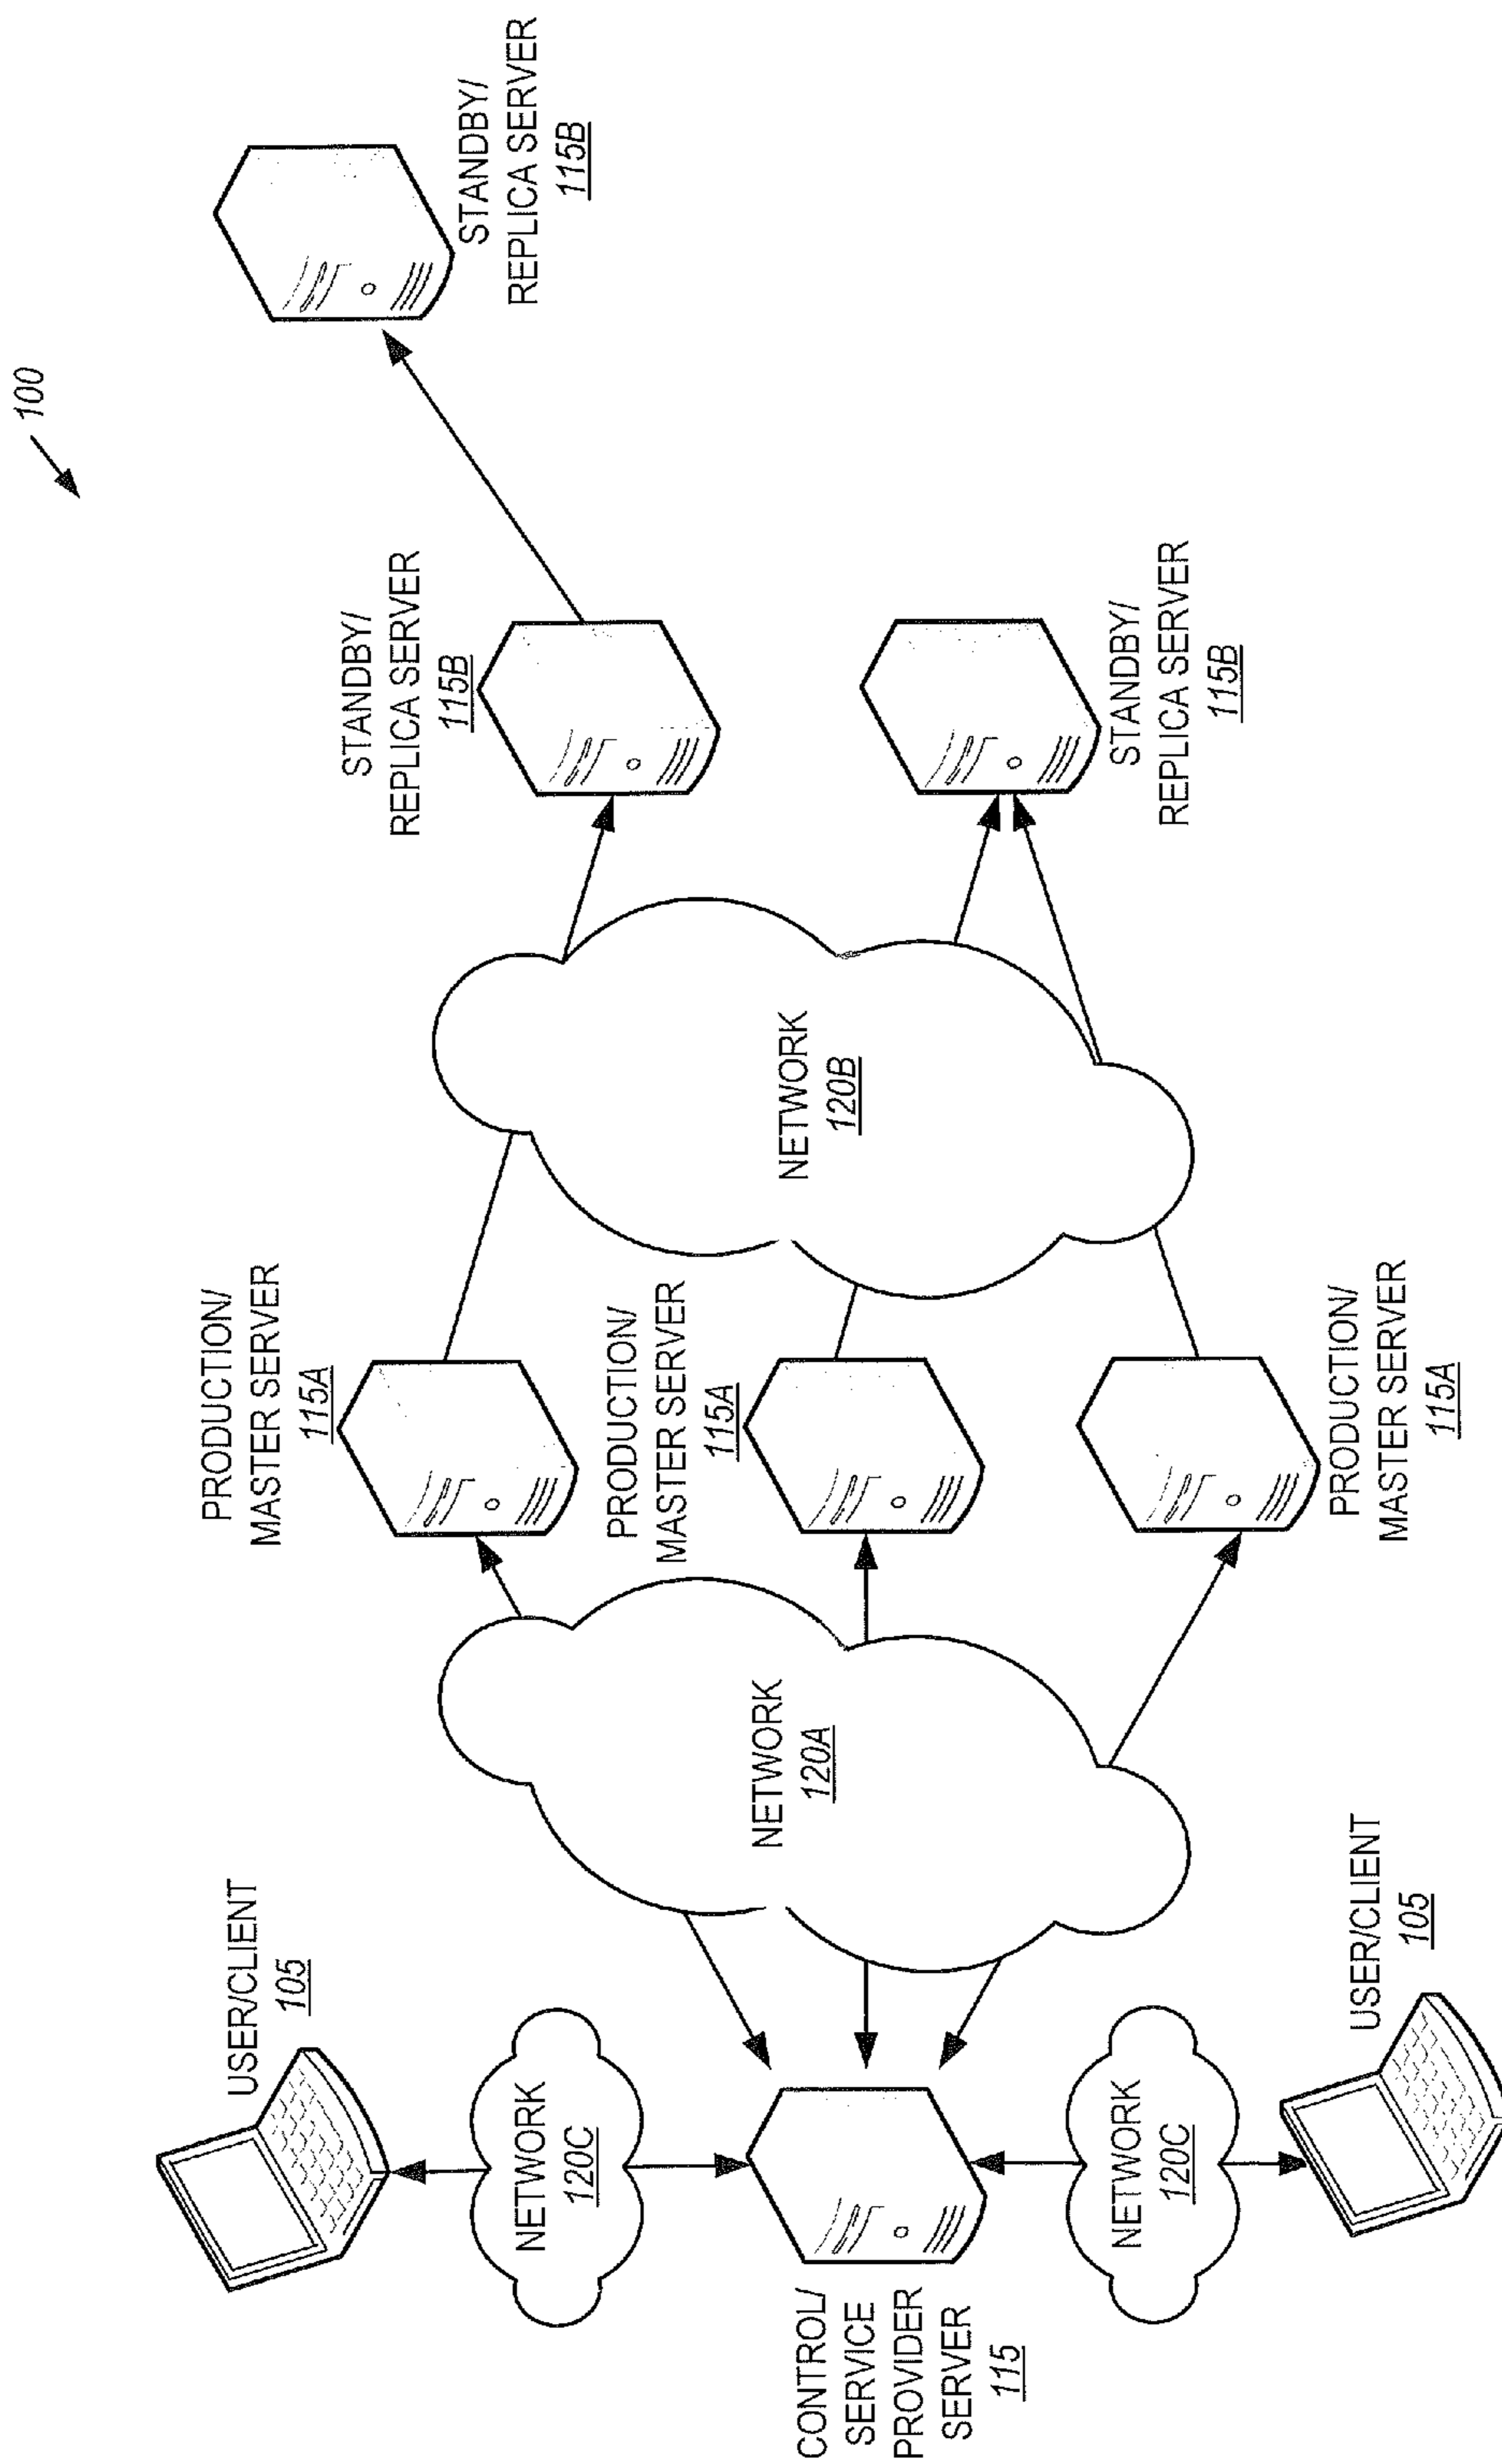 100
USER/CLIENT
105
NETWORK
120C
CONTROL/
SERVICE
PROVIDER
SERVER
115
NETWORK
120C
USER/CLIENT
105
NETWORK
120A
PRODUCTION/
MASTER SERVER
115A
PRODUCTION/
MASTER SERVER
115A
PRODUCTION/
MASTER SERVER
115A
NETWORK
120B
STANDBY/
REPLICA SERVER
115B
STANDBY/
REPLICA SERVER
115B
STANDBY/
REPLICA SERVER
115B